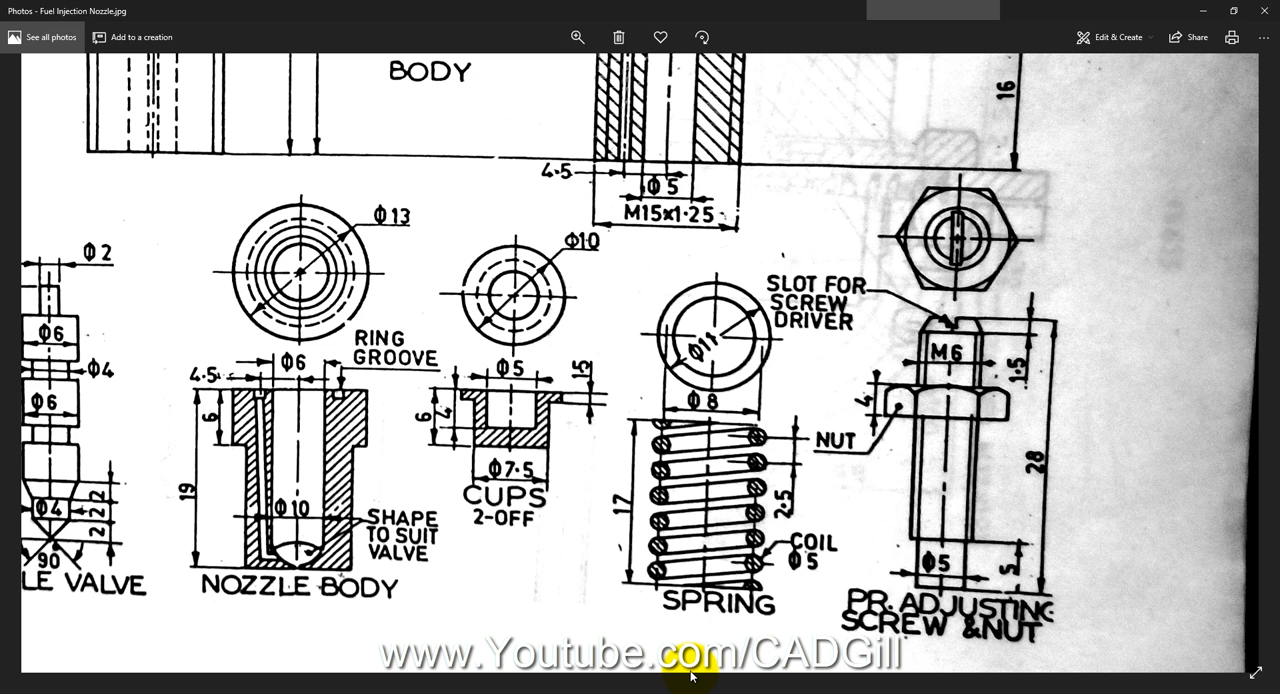 Photos - Fuel Injection Nozzle.jpg
See all photos
Add to a creation
Edit & Create
Share
BODY
16
4·5
Φ5
M15x1·25
Φ13
Φ10
Φ2
Φ6
Φ4
Φ6
Φ4
2
2
2
90
LE VALVE
RING
GROOVE
Φ6
4·5
6
19
Φ10
SHAPE
TO SUIT
VALVE
NOZZLE BODY
Φ5
15
6
4
Φ7·5
CUPS
2-OFF
Φ11
Φ8
17
2·5
COIL
Φ5
SPRING
SLOT FOR
SCREW
DRIVER
M6
1·5
4
NUT
28
Φ5
5
PR. ADJUSTING
SCREW &NUT
www.Youtube.com/CADGill